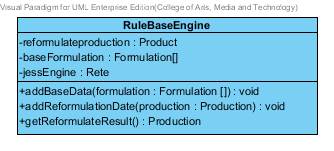 Visual Paradigm for UML Enterprise Edition(College of Arts, Media and Technology)
RuleBaseEngine
-reformulateproduction : Product
-baseFormulation : Formulation[]
-jessEngine : Rete
+addBaseData(formulation : Formulation []) : void
+addReformulationDate(production : Production) : void
+getReformulateResult() : Production